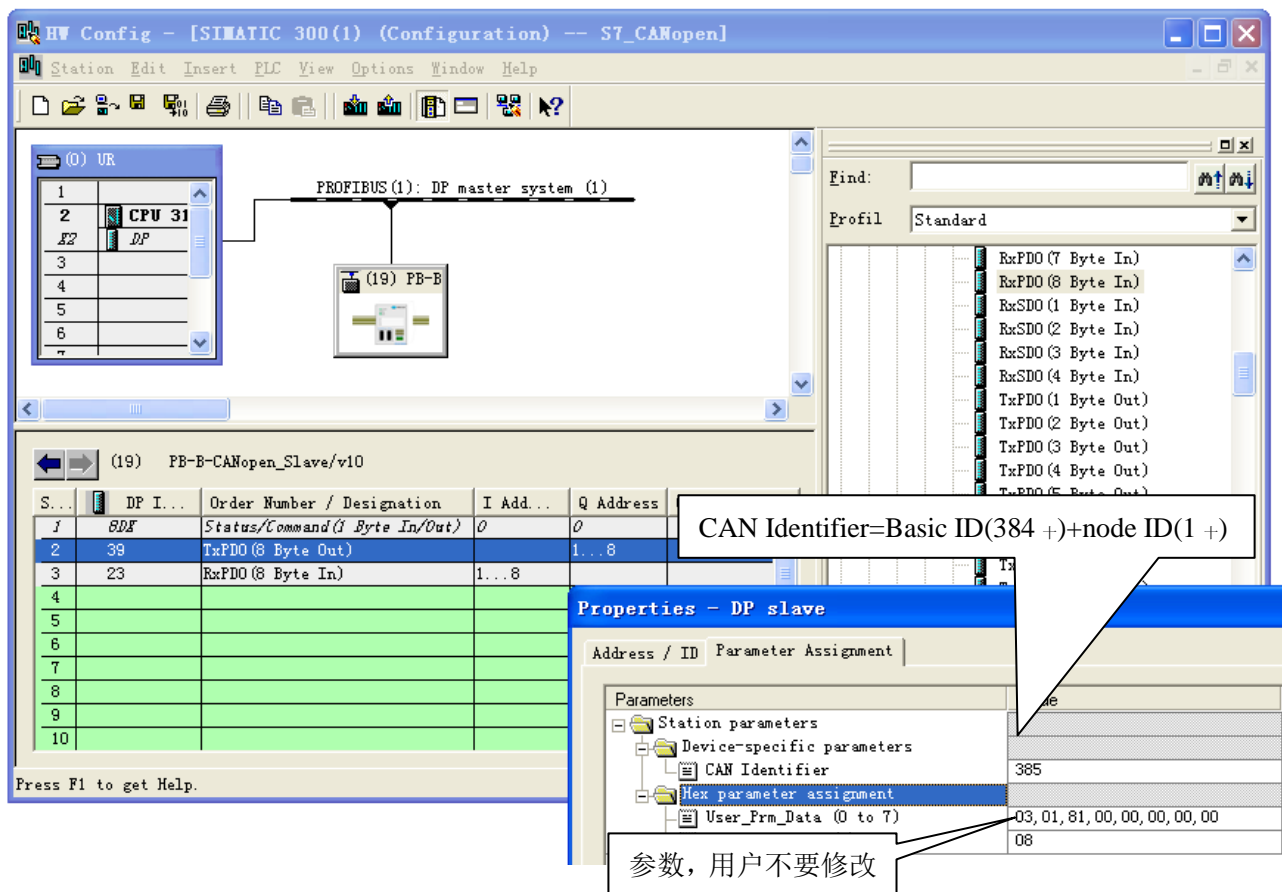 HW Config - [SIMATIC 300(1) (Configuration) -- S7_CANopen]
Station Edit Insert PLC View Options Window Help
(0) UR
1
2 CPU 31
X2 DP
3
4
5
6
PROFIBUS(1): DP master system (1)
(19) PB-B
Find:
Profil Standard
RxPDO(7 Byte In)
RxPDO(8 Byte In)
RxSDO(1 Byte In)
RxSDO(2 Byte In)
RxSDO(3 Byte In)
RxSDO(4 Byte In)
TxPDO(1 Byte Out)
TxPDO(2 Byte Out)
TxPDO(3 Byte Out)
TxPDO(4 Byte Out)
TxPDO(5 Byte Out)
(19) PB-B-CANopen_Slave/v10
S... DP I... Order Number / Designation I Add... Q Address
1 8DX Status/Command(1 Byte In/Out) 0 0
2 39 TxPDO(8 Byte Out) 1...8
3 23 RxPDO(8 Byte In) 1...8
4
5
6
7
8
9
10
Press F1 to get Help.
CAN Identifier=Basic ID(384 +)+node ID(1 +)
Properties - DP slave
Address / ID Parameter Assignment
Parameters
Station parameters
Device-specific parameters
CAN Identifier 385
Hex parameter assignment
User_Prm_Data (0 to 7) 03,01,81,00,00,00,00,00
08
参数，用户不要修改